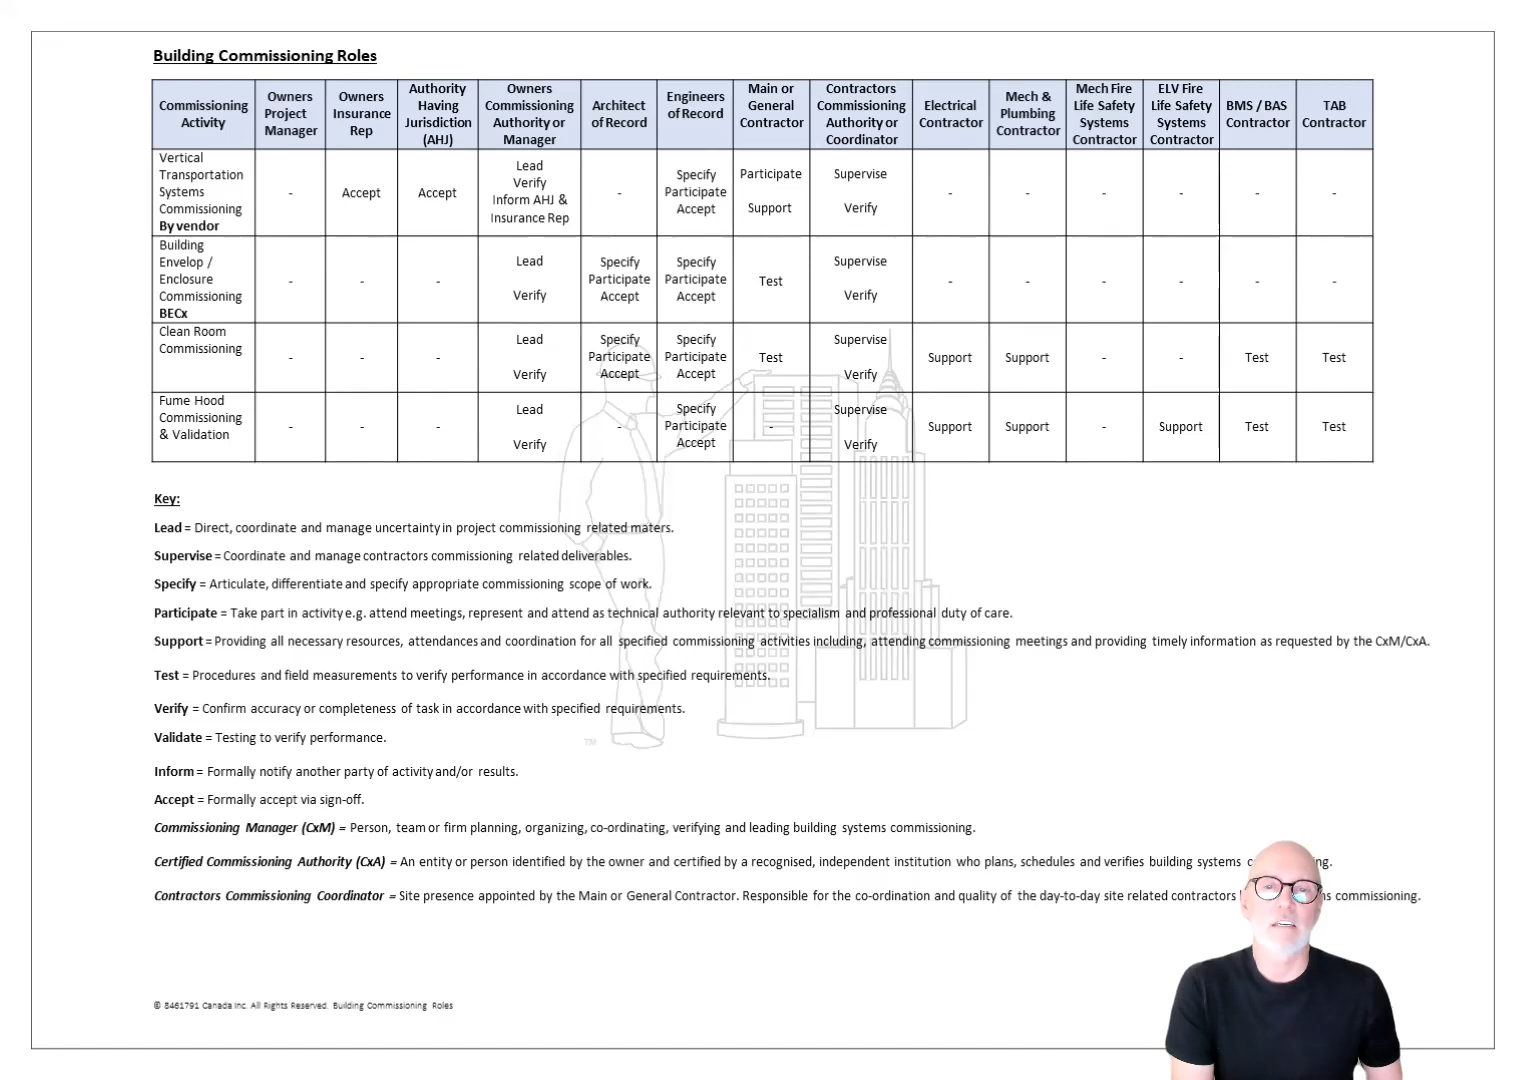 Building Commissioning Roles
Commissioning Activity
Owners Project Manager
Owners Insurance Rep
Authority Having Jurisdiction (AHJ)
Owners Commissioning Authority or Manager
Architect of Record
Engineers of Record
Main or General Contractor
Contractors Commissioning Authority or Coordinator
Electrical Contractor
Mech & Plumbing Contractor
Mech Fire Life Safety Systems Contractor
ELV Fire Life Safety Systems Contractor
BMS / BAS Contractor
TAB Contractor
Vertical Transportation Systems Commissioning By vendor
-
Accept
Accept
Lead Verify Inform AHJ & Insurance Rep
-
Specify Participate Accept
Participate Support
Supervise Verify
-
-
-
-
-
-
Building Envelop / Enclosure Commissioning BECx
-
-
-
Lead Verify
Specify Participate Accept
Specify Participate Accept
Test
Supervise Verify
-
-
-
-
-
-
Clean Room Commissioning
-
-
-
Lead Verify
Specify Participate Accept
Specify Participate Accept
Test
Supervise Verify
Support
Support
-
-
Test
Test
Fume Hood Commissioning & Validation
-
-
-
Lead Verify
-
Specify Participate Accept
-
Supervise Verify
Support
Support
-
Support
Test
Test
Key:
Lead = Direct, coordinate and manage uncertainty in project commissioning related maters.
Supervise = Coordinate and manage contractors commissioning related deliverables.
Specify = Articulate, differentiate and specify appropriate commissioning scope of work.
Participate = Take part in activity e.g. attend meetings, represent and attend as technical authority relevant to specialism and professional duty of care.
Support = Providing all necessary resources, attendances and coordination for all specified commissioning activities including, attending commissioning meetings and providing timely information as requested by the CxM/CxA.
Test = Procedures and field measurements to verify performance in accordance with specified requirements.
Verify = Confirm accuracy or completeness of task in accordance with specified requirements.
TM
Validate = Testing to verify performance.
Inform = Formally notify another party of activity and/or results.
Accept = Formally accept via sign-off.
Commissioning Manager (CxM) = Person, team or firm planning, organizing, co-ordinating, verifying and leading building systems commissioning.
Certified Commissioning Authority (CxA) = An entity or person identified by the owner and certified by a recognised, independent institution who plans, schedules and verifies building systems
Contractors Commissioning Coordinator = Site presence appointed by the Main or General Contractor. Responsible for the co-ordination and quality of the day-to-day site related contractors commissioning.
© 8461791 Canada Inc. All Rights Reserved. Building Commissioning Roles